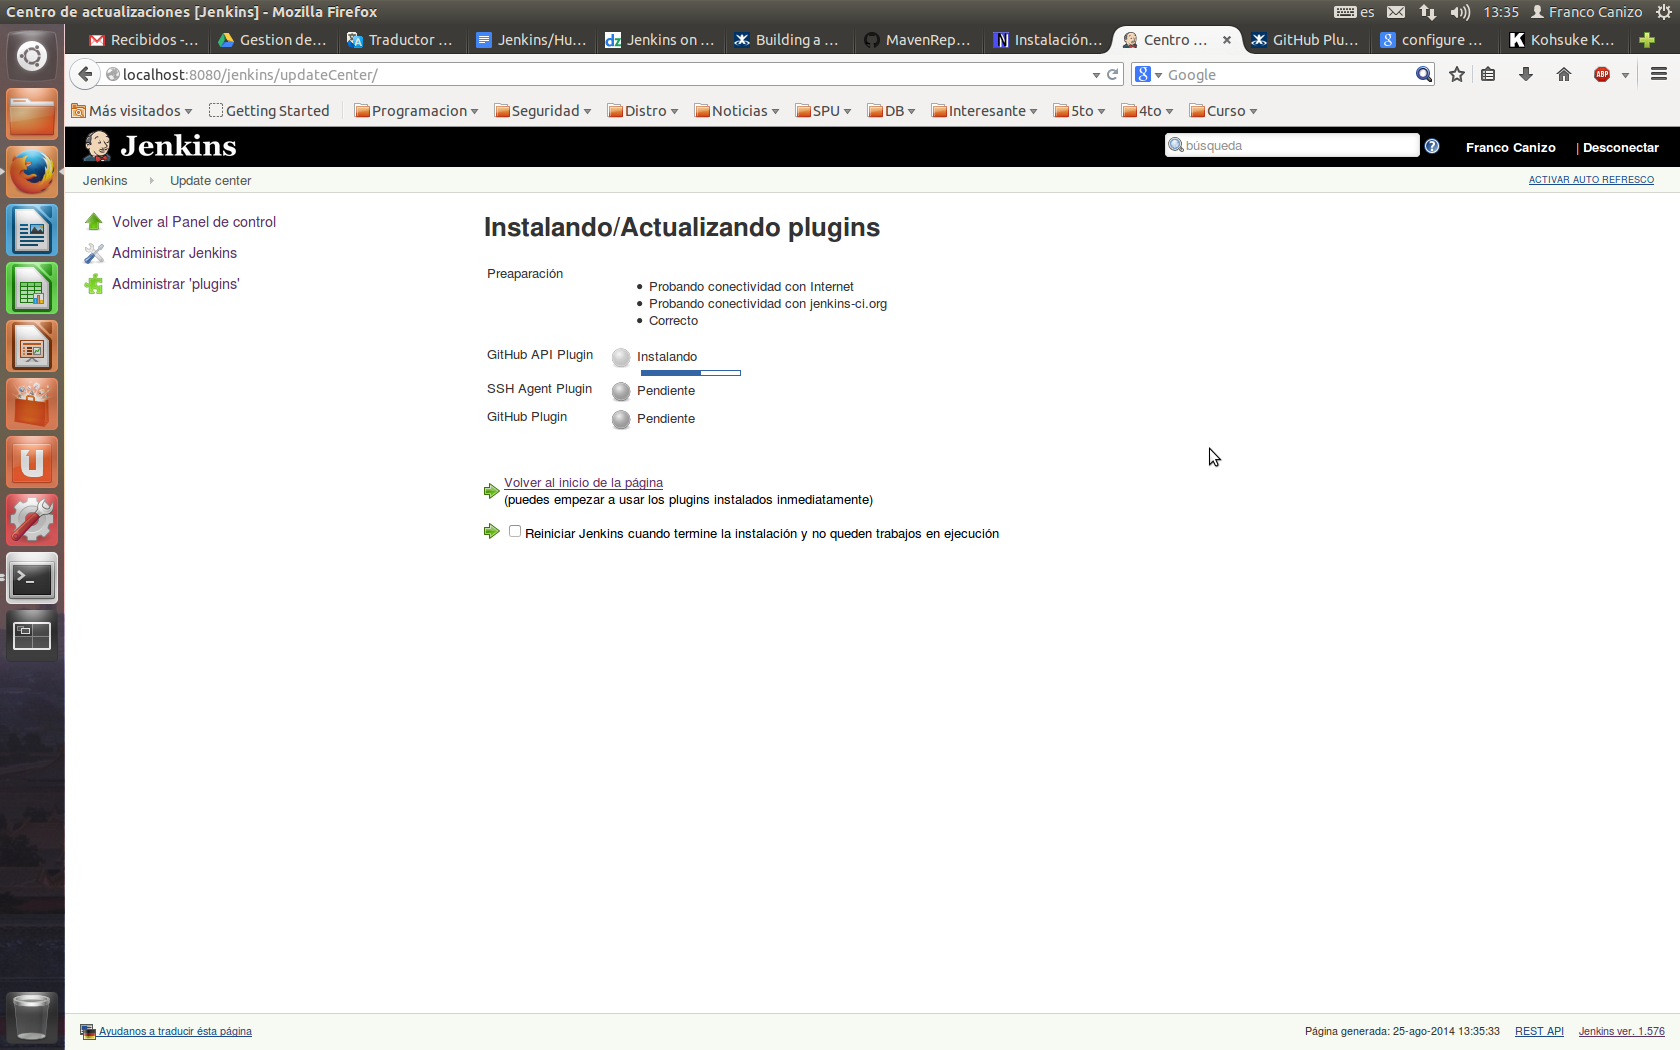 Centro de actualizaciones [Jenkins] - Mozilla Firefox
es
13:35
Franco Canizo
Recibidos -...
Gestion de...
Traductor ...
Jenkins/Hu...
Jenkins on ...
Building a ...
MavenRep...
Instalación...
Centro ...
GitHub Plu...
configure ...
Kohsuke K...
localhost:8080/jenkins/updateCenter/
Google
ABP
Más visitados
Getting Started
Programacion
Seguridad
Distro
Noticias
SPU
DB
Interesante
5to
4to
Curso
Jenkins
búsqueda
Franco Canizo
| Desconectar
Jenkins
Update center
ACTIVAR AUTO REFRESCO
Volver al Panel de control
Administrar Jenkins
Administrar 'plugins'
Instalando/Actualizando plugins
Preaparación
Probando conectividad con Internet
Probando conectividad con jenkins-ci.org
Correcto
GitHub API Plugin
Instalando
SSH Agent Plugin
Pendiente
GitHub Plugin
Pendiente
Volver al inicio de la página
(puedes empezar a usar los plugins instalados inmediatamente)
Reiniciar Jenkins cuando termine la instalación y no queden trabajos en ejecución
Ayudanos a traducir ésta página
Página generada: 25-ago-2014 13:35:33
REST API
Jenkins ver. 1.576